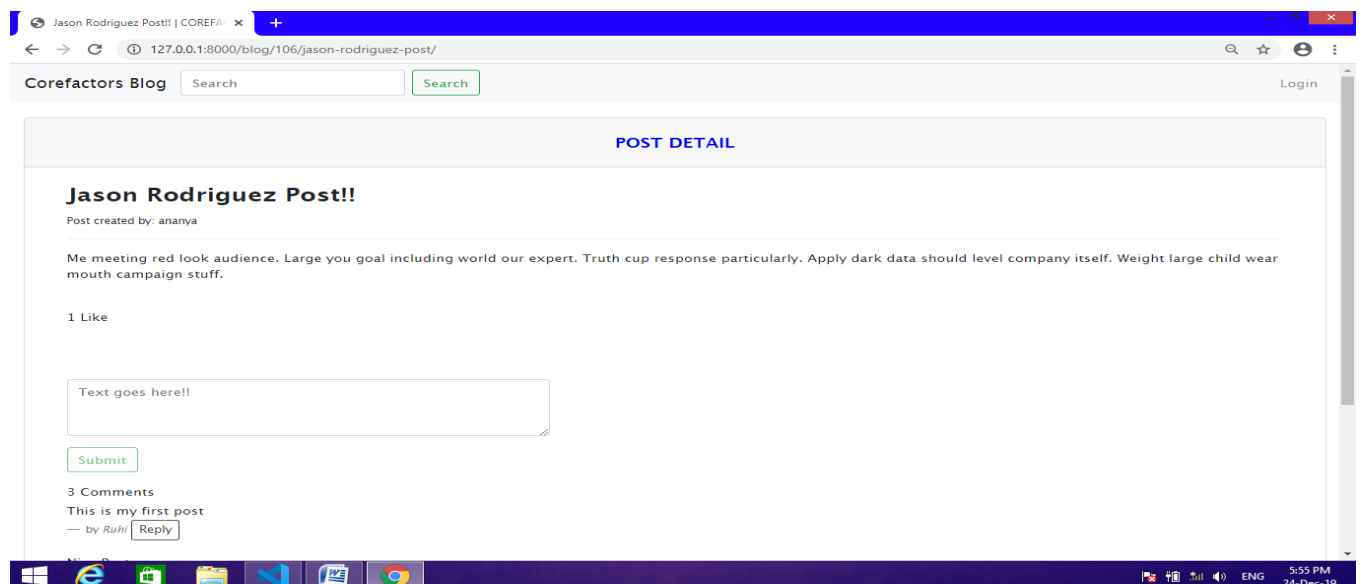 Jason Rodriguez Post!! | COREFA
127.0.0.1:8000/blog/106/jason-rodriguez-post/
Corefactors Blog Search Search Login
POST DETAIL
Jason Rodriguez Post!!
Post created by: ananya
Me meeting red look audience. Large you goal including world our expert. Truth cup response particularly. Apply dark data should level company itself. Weight large child wear
mouth campaign stuff.
1 Like
Text goes here!!
Submit
3 Comments
This is my first post
— by Ruhi Reply
ENG 5:55 PM
24-Dec-19